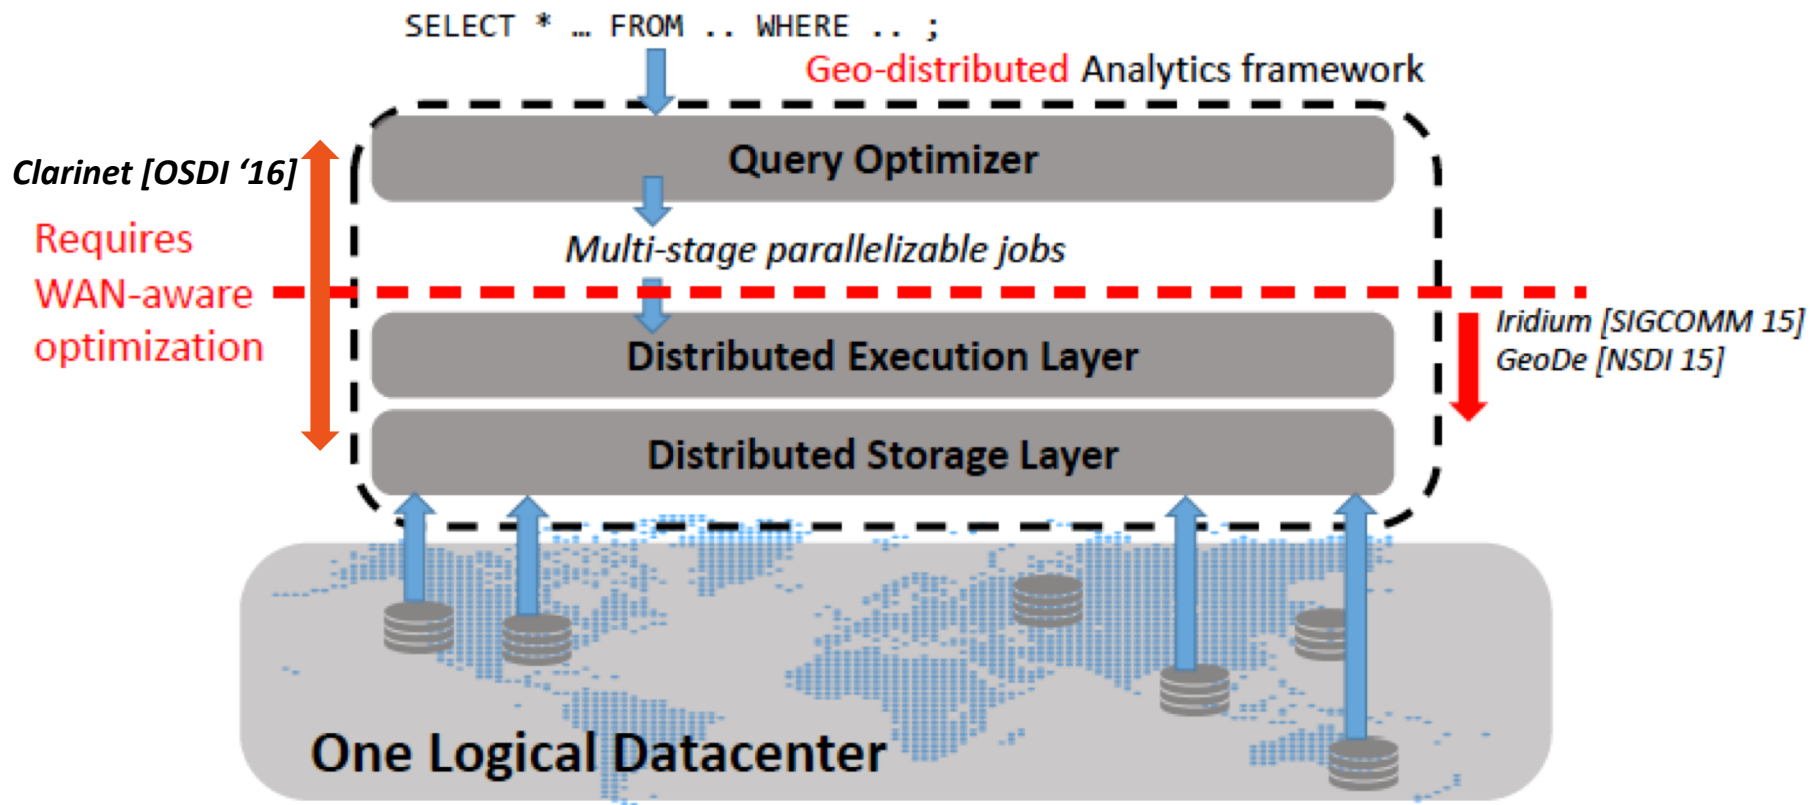 SELECT * … FROM .. WHERE .. ;
Geo-distributed Analytics framework
Query Optimizer
Clarinet [OSDI ‘16]
Requires
WAN-aware
optimization
Multi-stage parallelizable jobs
Iridium [SIGCOMM 15]
GeoDe [NSDI 15]
Distributed Execution Layer
Distributed Storage Layer
One Logical Datacenter